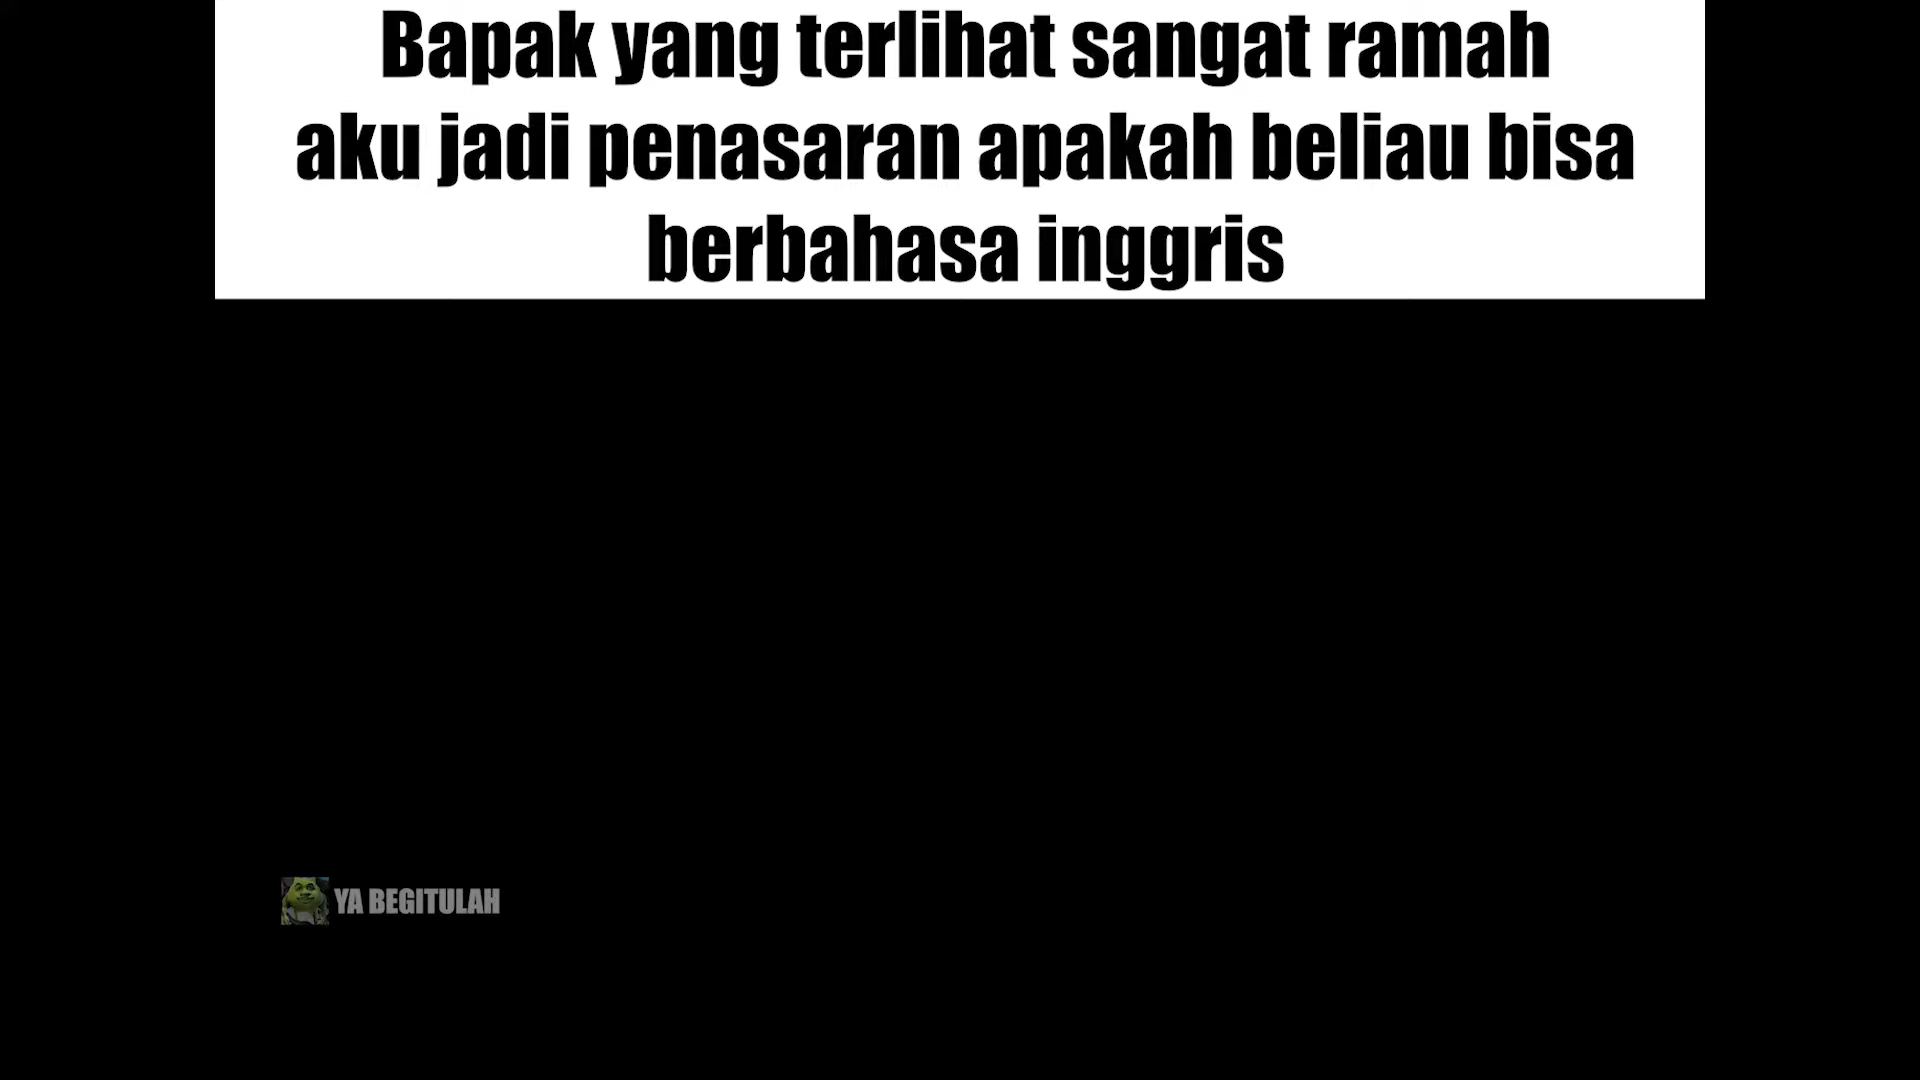 Bapak yang terlihat sangat ramah
aku jadi penasaran apakah beliau bisa
berbahasa inggris
YA BEGITULAH